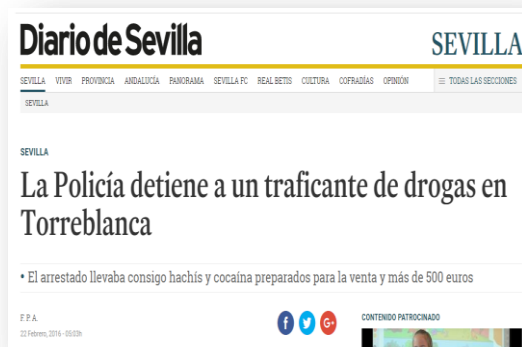 Diario de Sevilla
SEVILLA
SEVILLA VIVIR PROVINCIA ANDALUCÍA PANORAMA SEVILLA FC REAL BETIS CULTURA COFRADÍAS OPINIÓN ≡ TODAS LAS SECCIONES
SEVILLA
SEVILLA
La Policía detiene a un traficante de drogas en
Torreblanca
• El arrestado llevaba consigo hachís y cocaína preparados para la venta y más de 500 euros
F.P.A.
22 Febrero, 2016 - 05:03h
f G+
CONTENIDO PATROCINADO